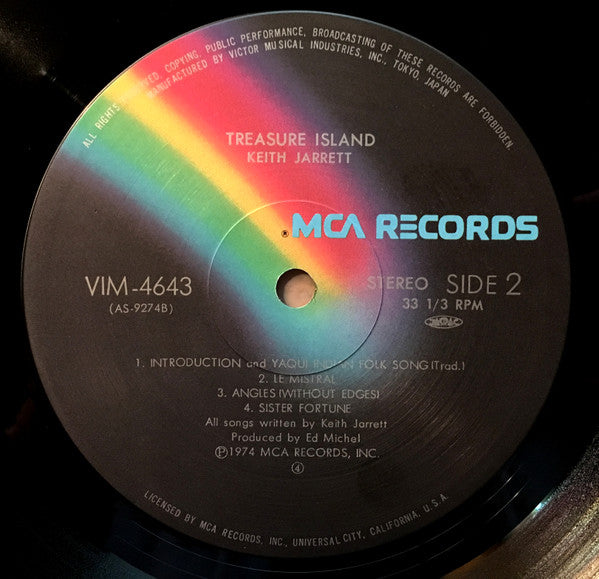 ALL RIGHTS RESERVED. COPYING, PUBLIC PERFORMANCE, BROADCASTING OF THESE RECORDS ARE FORBIDDEN.
MANUFACTURED BY VICTOR MUSICAL INDUSTRIES, INC., TOKYO, JAPAN
TREASURE ISLAND
KEITH JARRETT
® MCA RECORDS
VIM-4643
(AS-9274B)
STEREO SIDE 2
33 1/3 RPM
1. INTRODUCTION and YAQUI INDIAN FOLK SONG (Trad.)
2. LE MISTRAL
3. ANGLES (WITHOUT EDGES)
4. SISTER FORTUNE
All songs written by Keith Jarrett
Produced by Ed Michel
Ⓟ1974 MCA RECORDS, INC.
④
LICENSED BY MCA RECORDS, INC., UNIVERSAL CITY, CALIFORNIA, U.S.A.